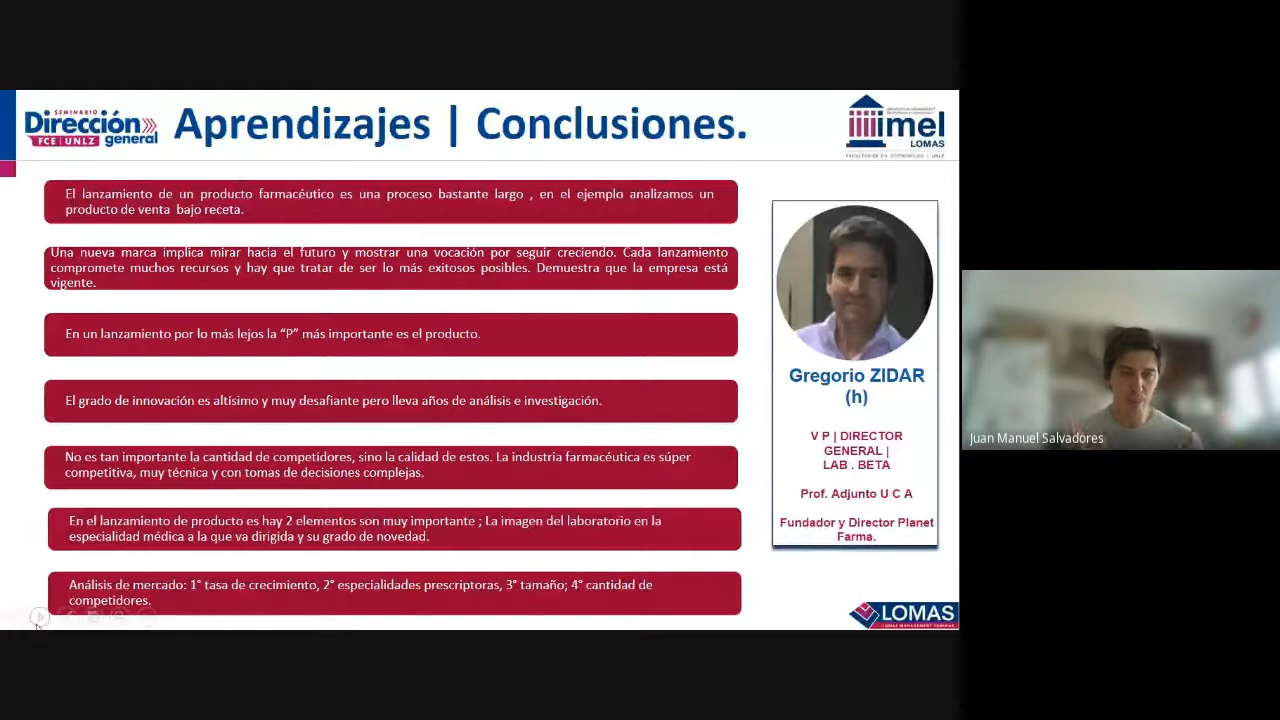 SEMINARIO
Dirección
general
FCE | UNLZ
Aprendizajes | Conclusiones.
imel
LOMAS
El lanzamiento de un producto farmacéutico es una proceso bastante largo , en el ejemplo analizamos un
producto de venta bajo receta.
Una nueva marca implica mirar hacia el futuro y mostrar una vocación por seguir creciendo. Cada lanzamiento
compromete muchos recursos y hay que tratar de ser lo más exitosos posibles. Demuestra que la empresa está
vigente.
En un lanzamiento por lo más lejos la “P” más importante es el producto.
El grado de innovación es altísimo y muy desafiante pero lleva años de análisis e investigación.
No es tan importante la cantidad de competidores, sino la calidad de estos. La industria farmacéutica es súper
competitiva, muy técnica y con tomas de decisiones complejas.
En el lanzamiento de producto es hay 2 elementos son muy importante ; La imagen del laboratorio en la
especialidad médica a la que va dirigida y su grado de novedad.
Análisis de mercado: 1° tasa de crecimiento, 2° especialidades prescriptoras, 3° tamaño; 4° cantidad de
competidores.
Gregorio ZIDAR
(h)
V P | DIRECTOR
GENERAL |
LAB . BETA
Prof. Adjunto U C A
Fundador y Director Planet
Farma.
LOMAS
Juan Manuel Salvadores